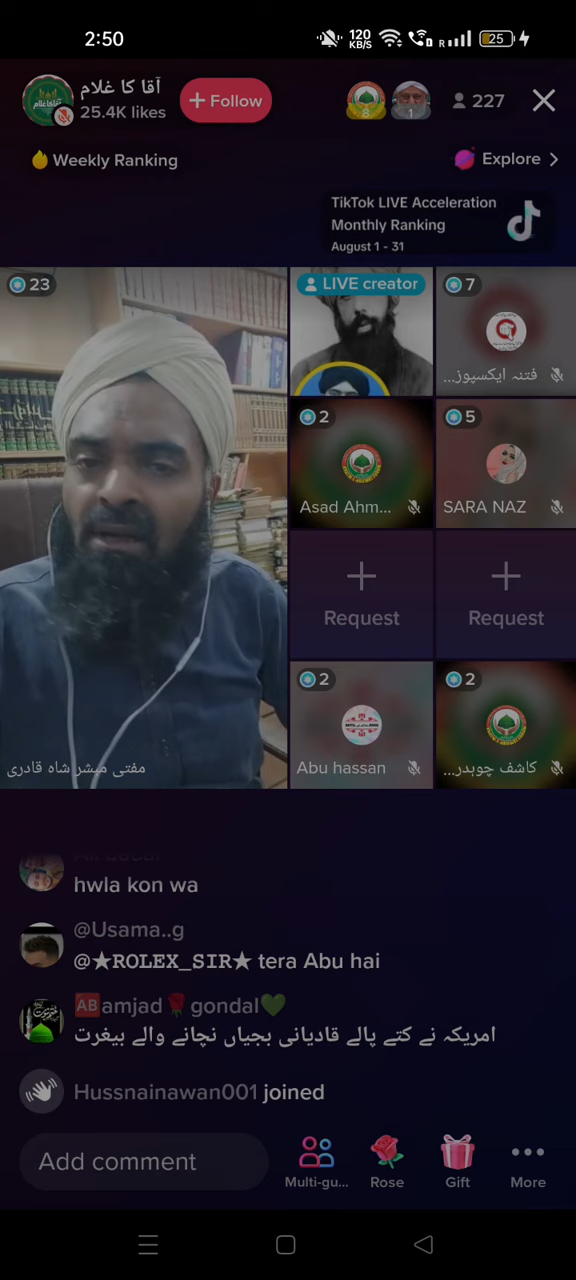 2:50
120
KB/S
R
25
آقا کا غلام
25.4K likes
+ Follow
8
1
227
Weekly Ranking
Explore
TikTok LIVE Acceleration
Monthly Ranking
August 1 - 31
23
LIVE creator
7
فتنہ ایکسپوز...
2
5
Asad Ahm...
SARA NAZ
Request
Request
2
2
مفتی مبشر شاہ قادری
Abu hassan
کاشف چوہدر...
hwla kon wa
@Usama..g
@★ROLEX_SIR★ tera Abu hai
🆎amjad🌹gondal💚
امریکہ نے کتے پالے قادیانی بجیاں نچانے والے بیغرت
Hussnainawan001 joined
Add comment
Multi-gu...
Rose
Gift
More